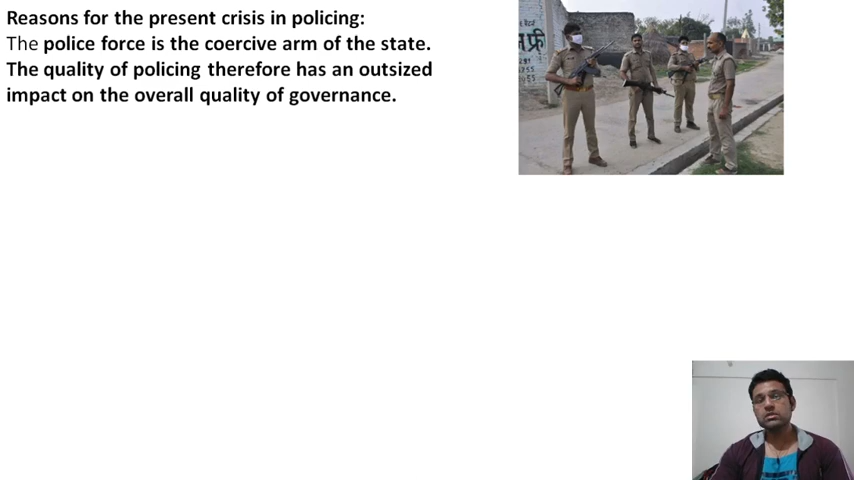 Reasons for the present crisis in policing:
The police force is the coercive arm of the state.
The quality of policing therefore has an outsized
impact on the overall quality of governance.